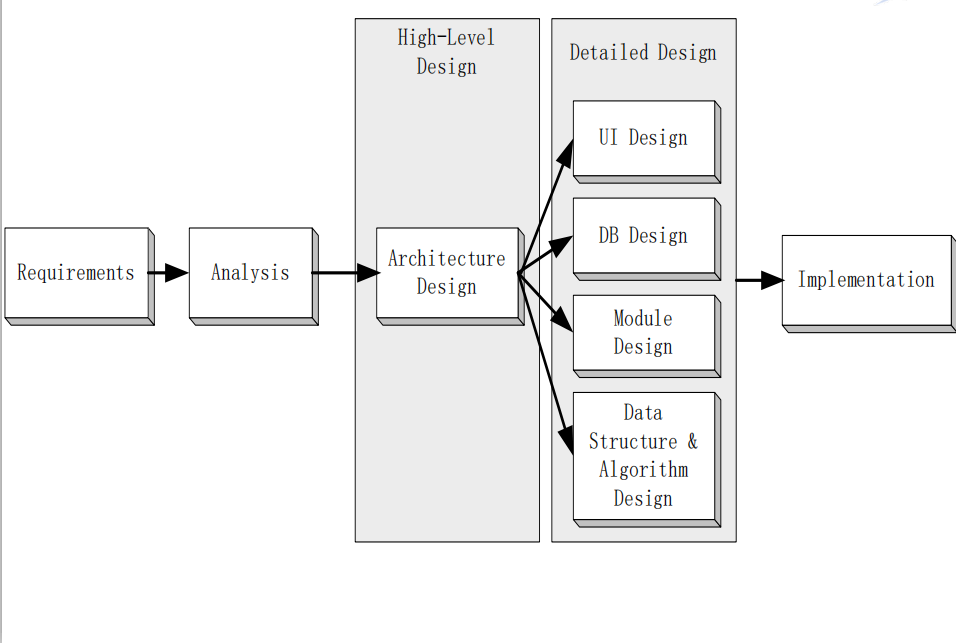 High-Level
Design
Detailed Design
UI Design
DB Design
Requirements
Analysis
Architecture
Design
Module
Design
Data
Structure &
Algorithm
Design
Implementation